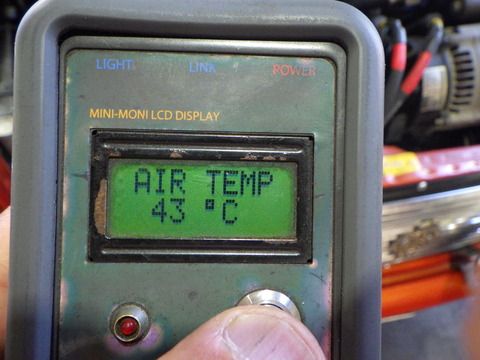 LIGHT LINK POWER
MINI-MONI LCD DISPLAY
AIR TEMP
43 °C